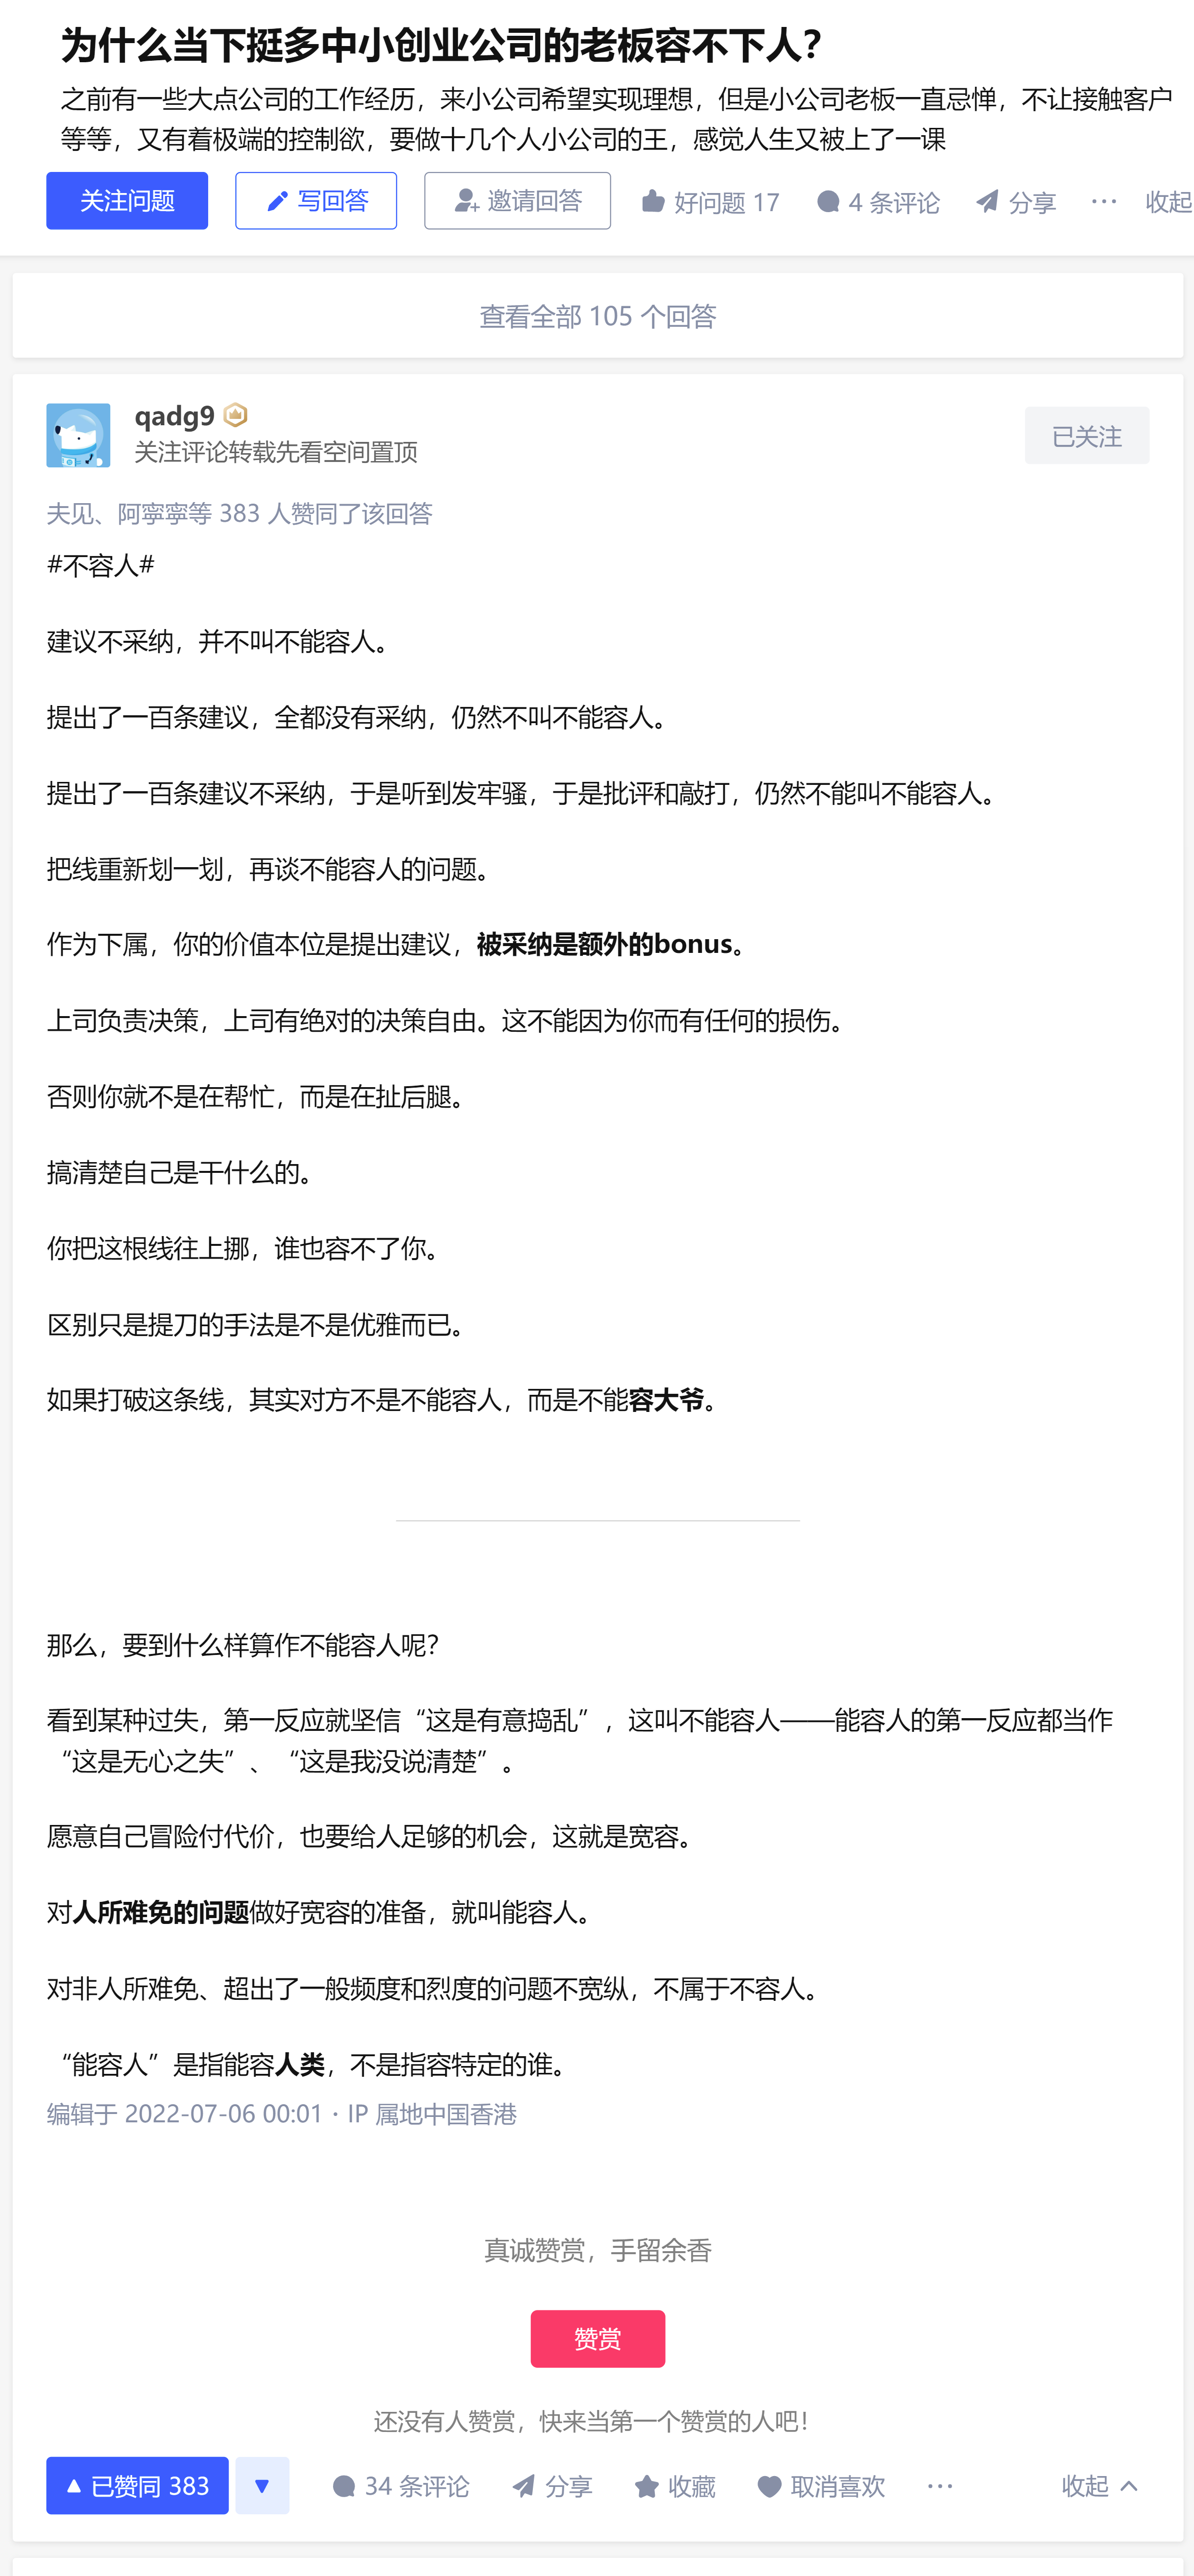 为什么当下挺多中小创业公司的老板容不下人？
之前有一些大点公司的工作经历，来小公司希望实现理想，但是小公司老板一直忌惮，不让接触客户
等等，又有着极端的控制欲，要做十几个人小公司的王，感觉人生又被上了一课
关注问题 写回答 邀请回答 好问题 17 4 条评论 分享 ··· 收起
查看全部 105 个回答
qadg9
已关注
关注评论转载先看空间置顶
夫见、阿寧寧等 383 人赞同了该回答
#不容人#
建议不采纳，并不叫不能容人。
提出了一百条建议，全都没有采纳，仍然不叫不能容人。
提出了一百条建议不采纳，于是听到发牢骚，于是批评和敲打，仍然不能叫不能容人。
把线重新划一划，再谈不能容人的问题。
作为下属，你的价值本位是提出建议，被采纳是额外的bonus。
上司负责决策，上司有绝对的决策自由。这不能因为你而有任何的损伤。
否则你就不是在帮忙，而是在扯后腿。
搞清楚自己是干什么的。
你把这根线往上挪，谁也容不了你。
区别只是提刀的手法是不是优雅而已。
如果打破这条线，其实对方不是不能容人，而是不能容大爷。
那么，要到什么样算作不能容人呢？
看到某种过失，第一反应就坚信“这是有意捣乱”，这叫不能容人——能容人的第一反应都当作
“这是无心之失”、“这是我没说清楚”。
愿意自己冒险付代价，也要给人足够的机会，这就是宽容。
对人所难免的问题做好宽容的准备，就叫能容人。
对非人所难免、超出了一般频度和烈度的问题不宽纵，不属于不容人。
“能容人”是指能容人类，不是指容特定的谁。
编辑于 2022-07-06 00:01 · IP 属地中国香港
真诚赞赏，手留余香
赞赏
还没有人赞赏，快来当第一个赞赏的人吧！
已赞同 383 34 条评论 分享 收藏 取消喜欢 ··· 收起